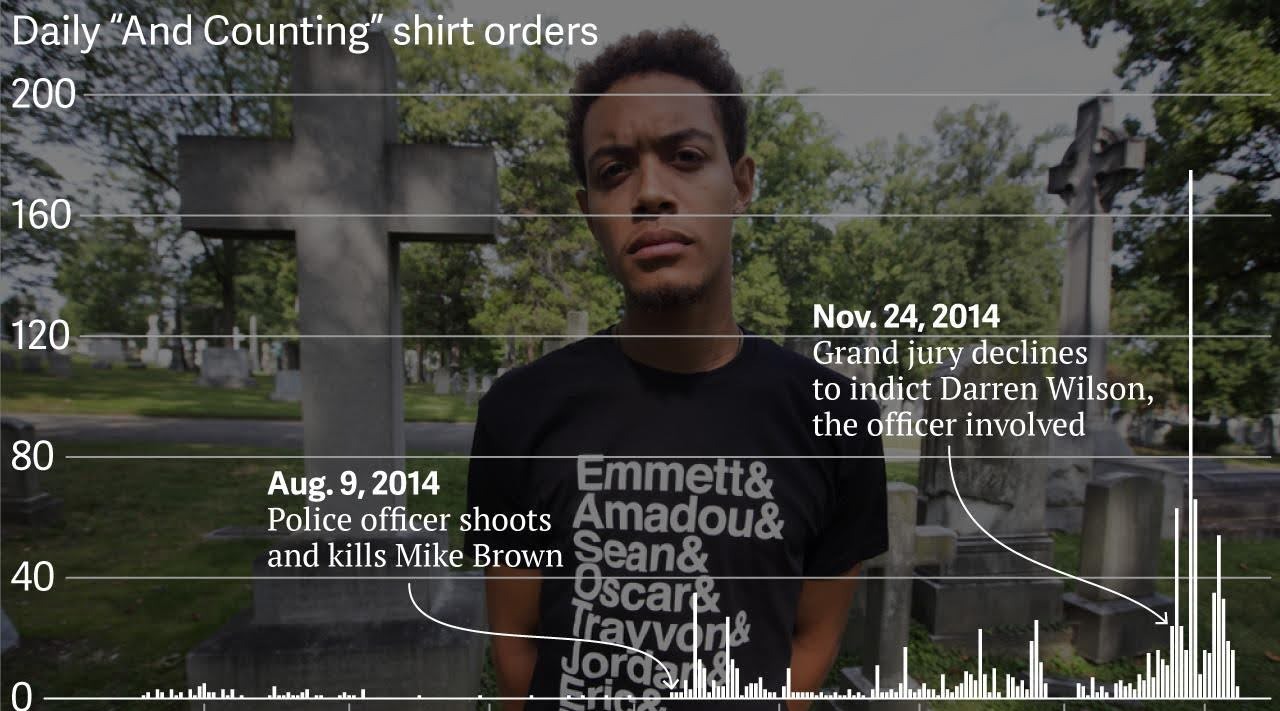 Daily “And Counting” shirt orders
200
160
120
80
40
0
Nov. 24, 2014
Grand jury declines
to indict Darren Wilson,
the officer involved
Aug. 9, 2014
Police officer shoots
and kills Mike Brown
Emmett&
Amadou&
Sean&
Oscar&
Trayvon&
Jordan&
Eric&